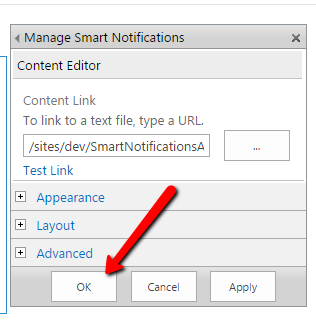 Manage Smart Notifications
Content Editor
Content Link
To link to a text file, type a URL.
/sites/dev/SmartNotificationsA
...
Test Link
Appearance
Layout
Advanced
OK Cancel Apply